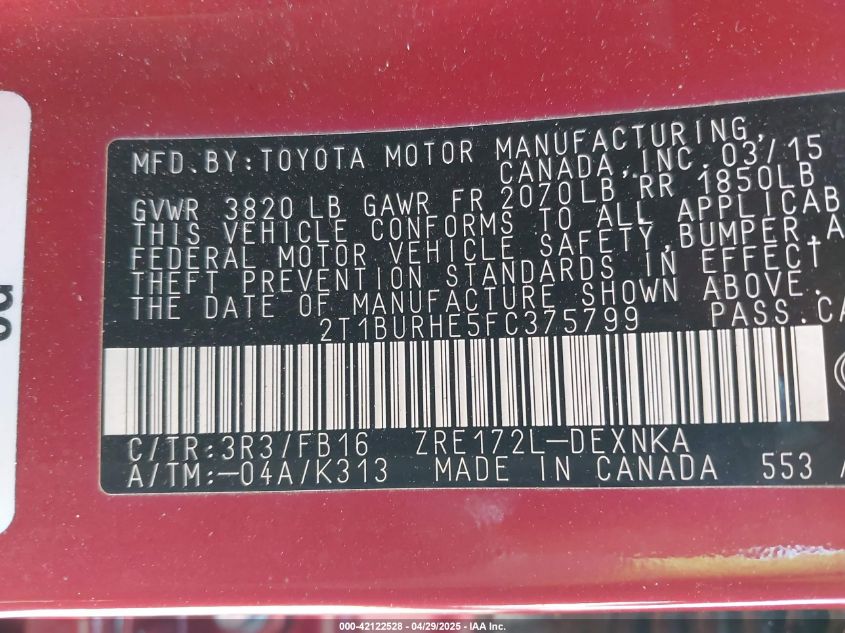 MFD.BY:TOYOTA MOTOR MANUFACTURING,
CANADA,INC. 03/15
GVWR 3820 LB GAWR FR 2070LB RR 1850LB
THIS VEHICLE CONFORMS TO ALL APPLICAB
FEDERAL MOTOR VEHICLE SAFETY,BUMPER,A
THEFT PREVENTION STANDARDS IN EFFECT
THE DATE OF MANUFACTURE SHOWN ABOVE.
2T1BURHE5FC375799 PASS.CA
C/TR:3R3/FB16 ZRE172L-DEXNKA
A/TM:-04A/K313 MADE IN CANADA 553 A
000-42122528 - 04/29/2025 - IAA Inc.